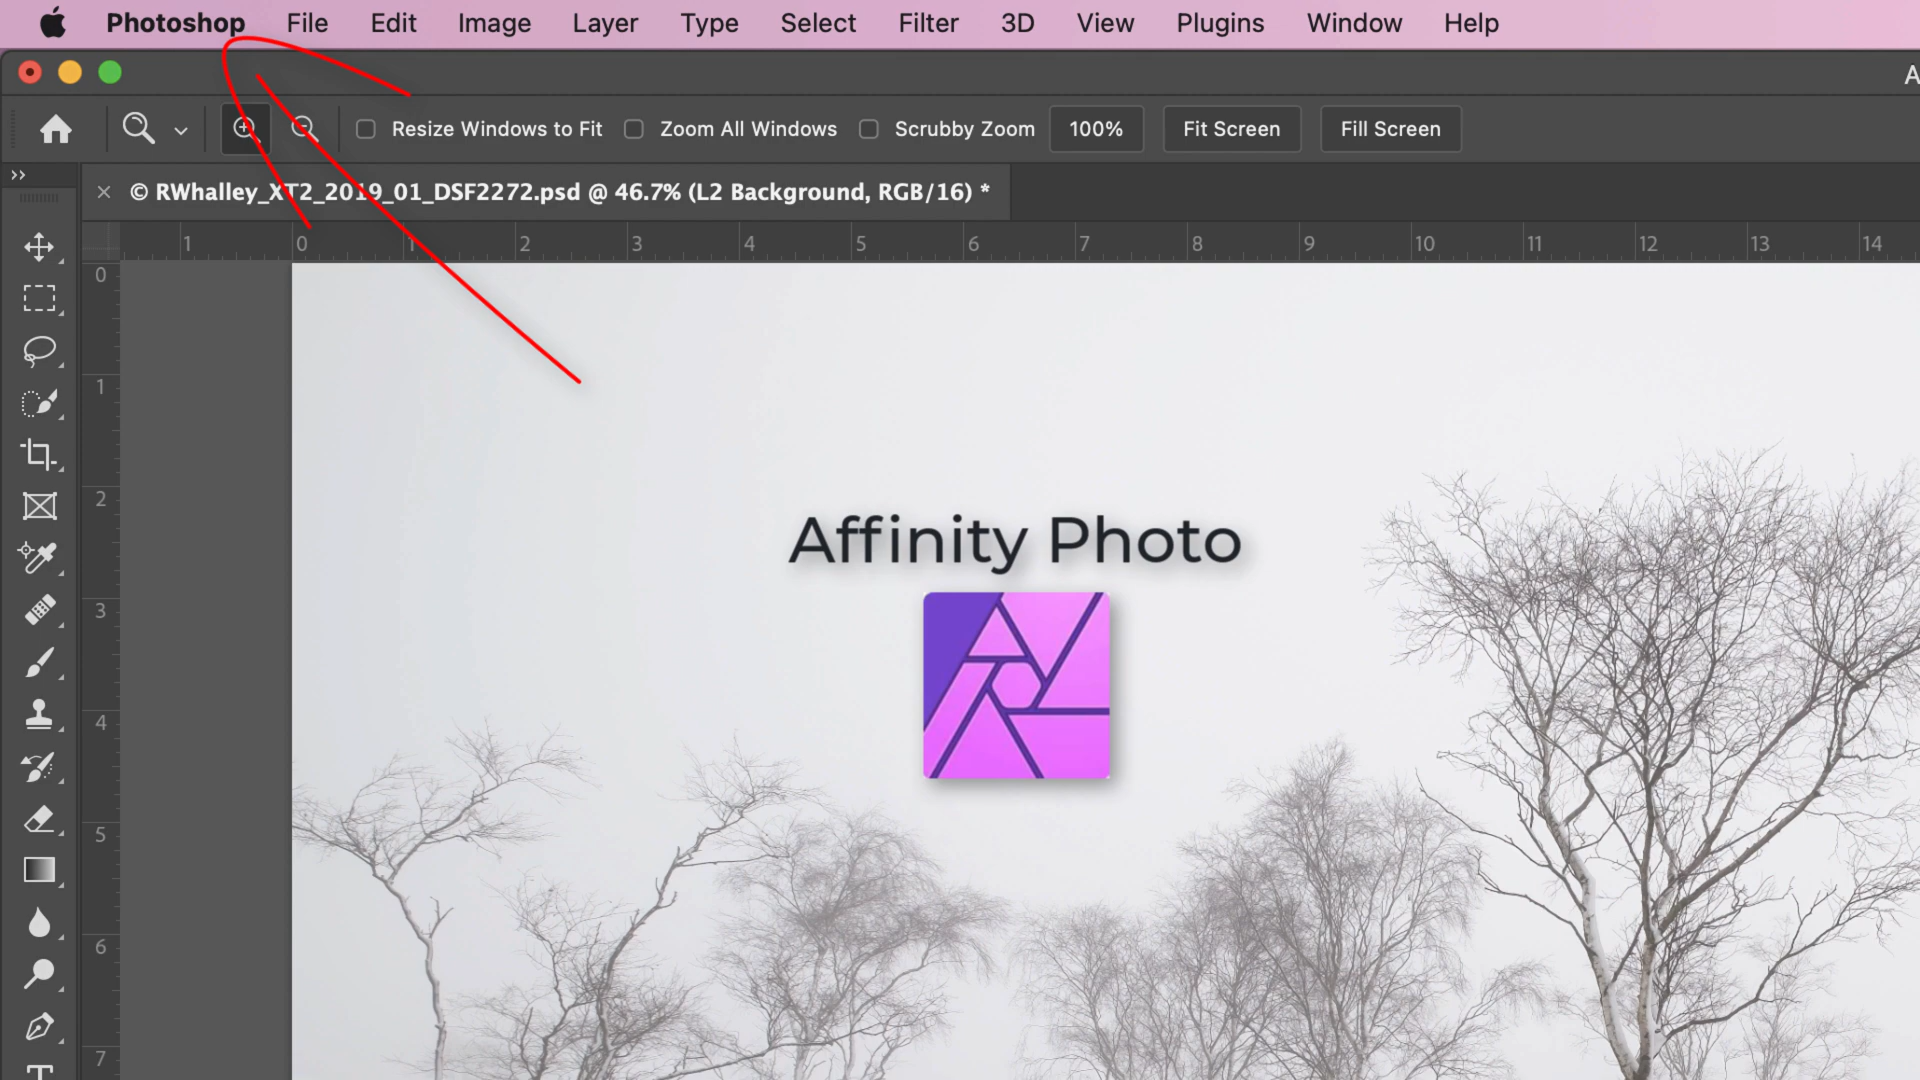 Photoshop File Edit Image Layer Type Select Filter 3D View Plugins Window Help
A
Resize Windows to Fit Zoom All Windows Scrubby Zoom 100% Fit Screen Fill Screen
× © RWhalley_XT2_2019_01_DSF2272.psd @ 46.7% (L2 Background, RGB/16) *
1 0 1 2 3 4 5 6 7 8 9 10 11 12 13 14
0
1
2
3
4
5
6
7
Affinity Photo